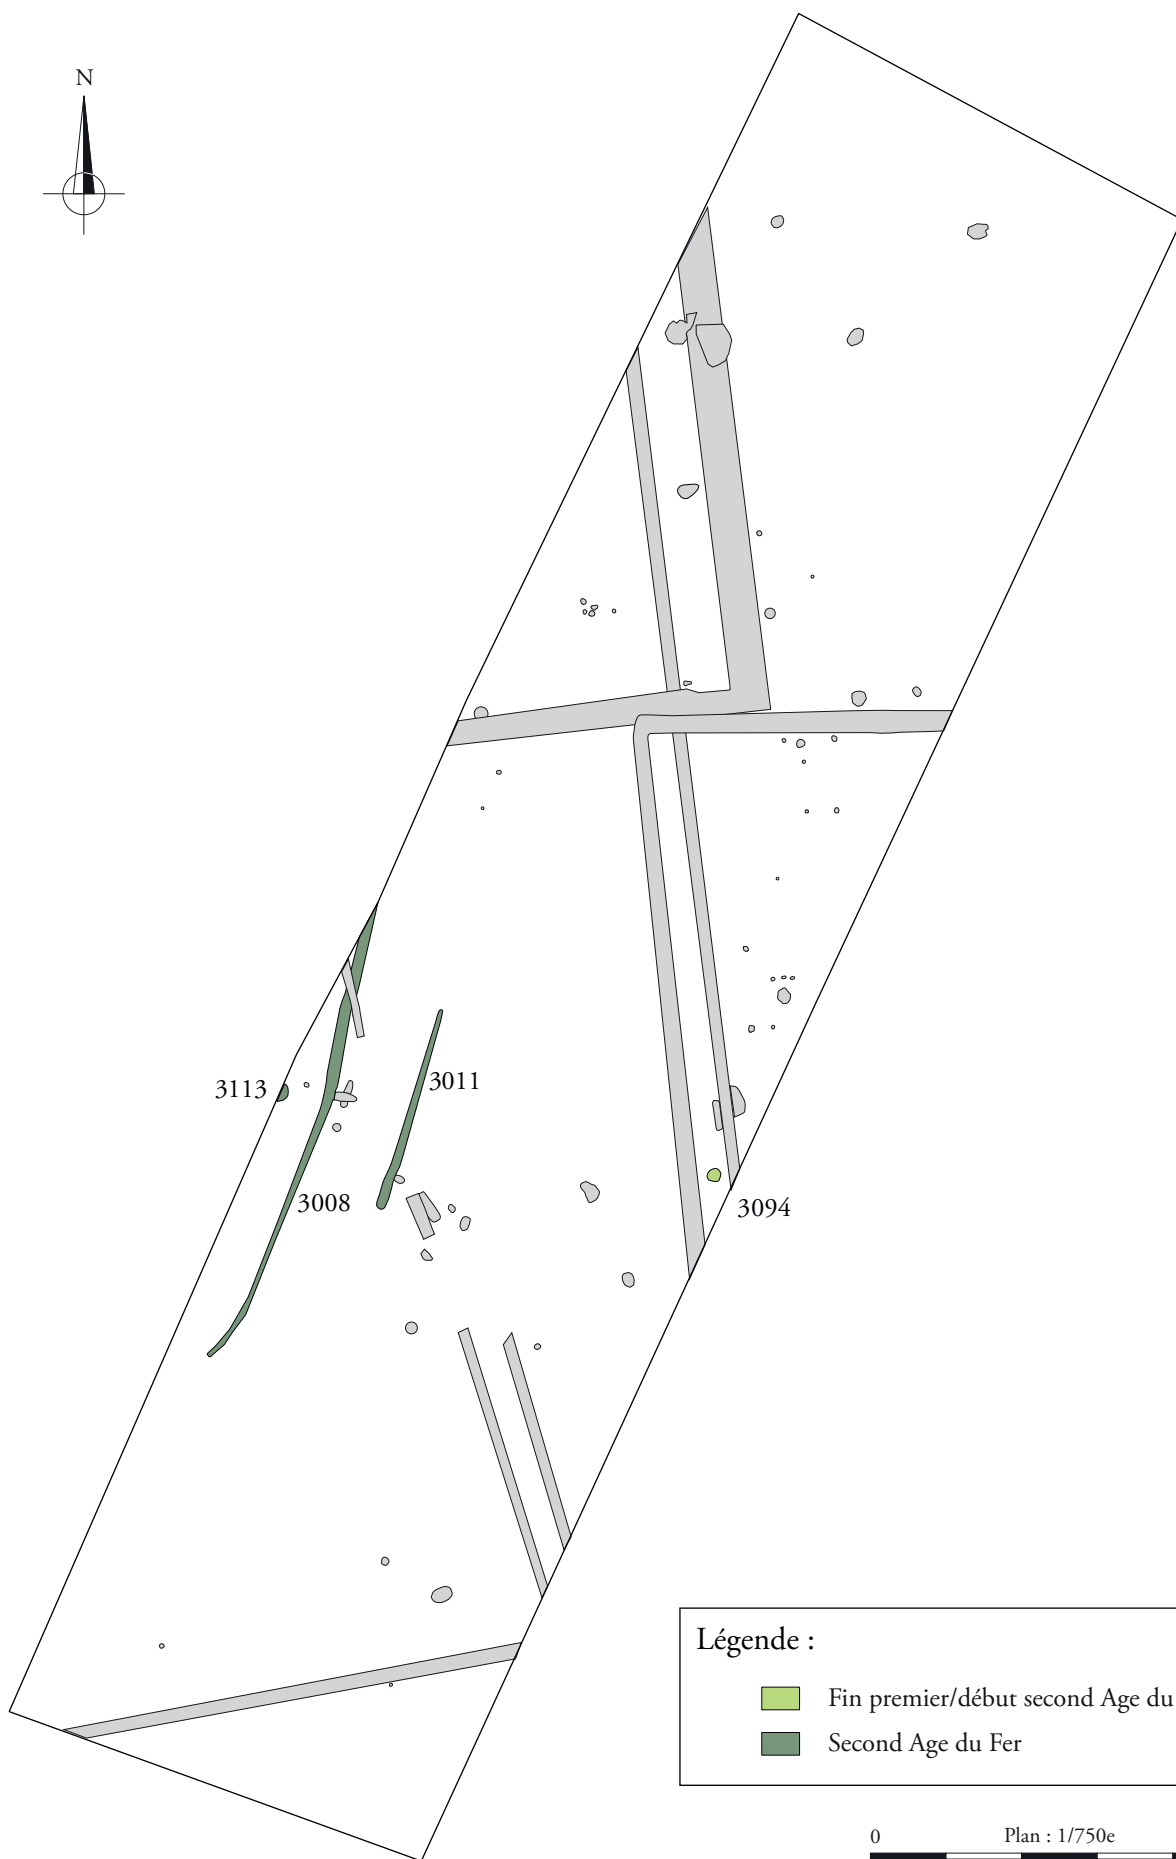 N
3113
3011
3008
3094
Légende :
Fin premier/début second Age du
Second Age du Fer
0
Plan : 1/750e